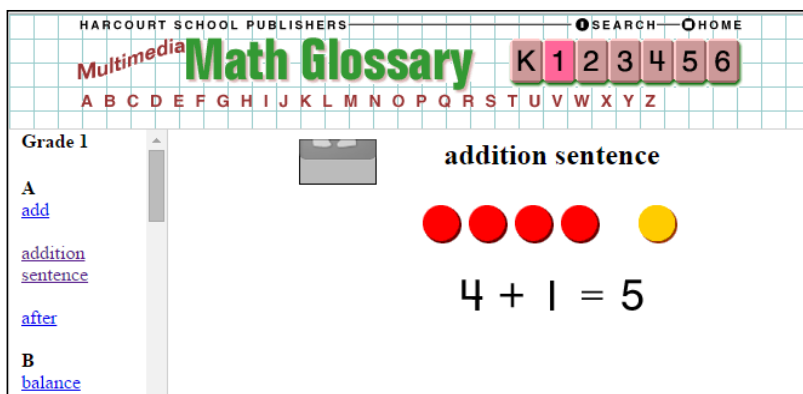 HARCOURT SCHOOL PUBLISHERS SEARCH HOME
Multimedia Math Glossary K 1 2 3 4 5 6
A B C D E F G H I J K L M N O P Q R S T U V W X Y Z
Grade 1
A
add
addition
sentence
after
B
balance
addition sentence
4 + 1 = 5